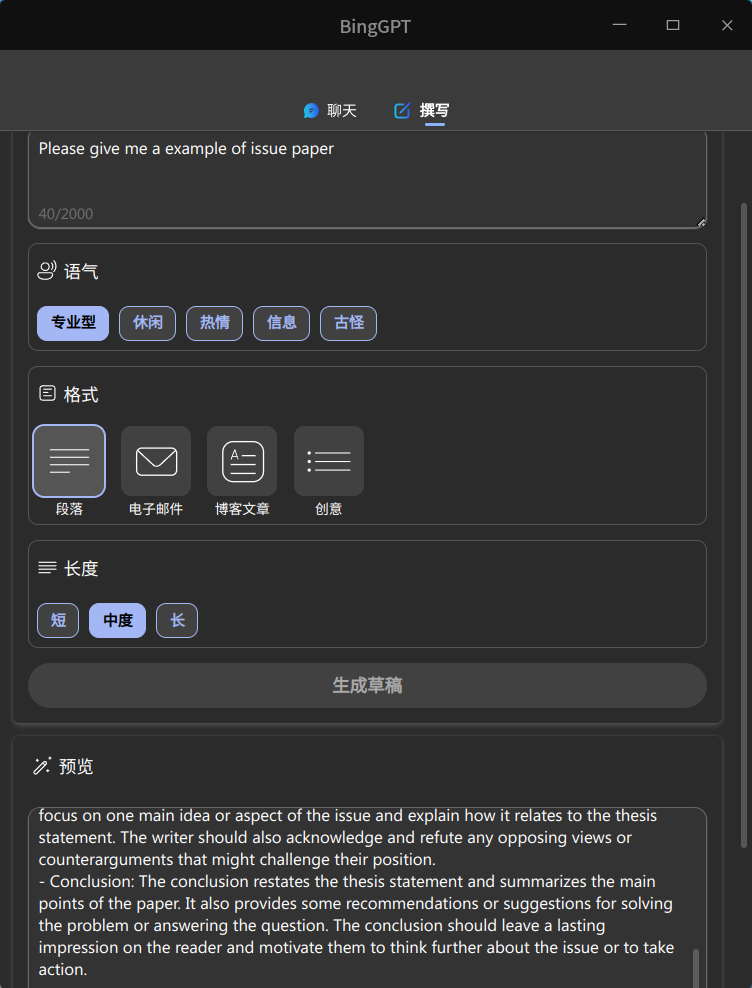 BingGPT
聊天
撰写
Please give me a example of issue paper
40/2000
语气
专业型 休闲 热情 信息 古怪
格式
A
段落 电子邮件 博客文章 创意
长度
短 中度 长
生成草稿
预览
focus on one main idea or aspect of the issue and explain how it relates to the thesis
statement. The writer should also acknowledge and refute any opposing views or
counterarguments that might challenge their position.
- Conclusion: The conclusion restates the thesis statement and summarizes the main
points of the paper. It also provides some recommendations or suggestions for solving
the problem or answering the question. The conclusion should leave a lasting
impression on the reader and motivate them to think further about the issue or to take
action.